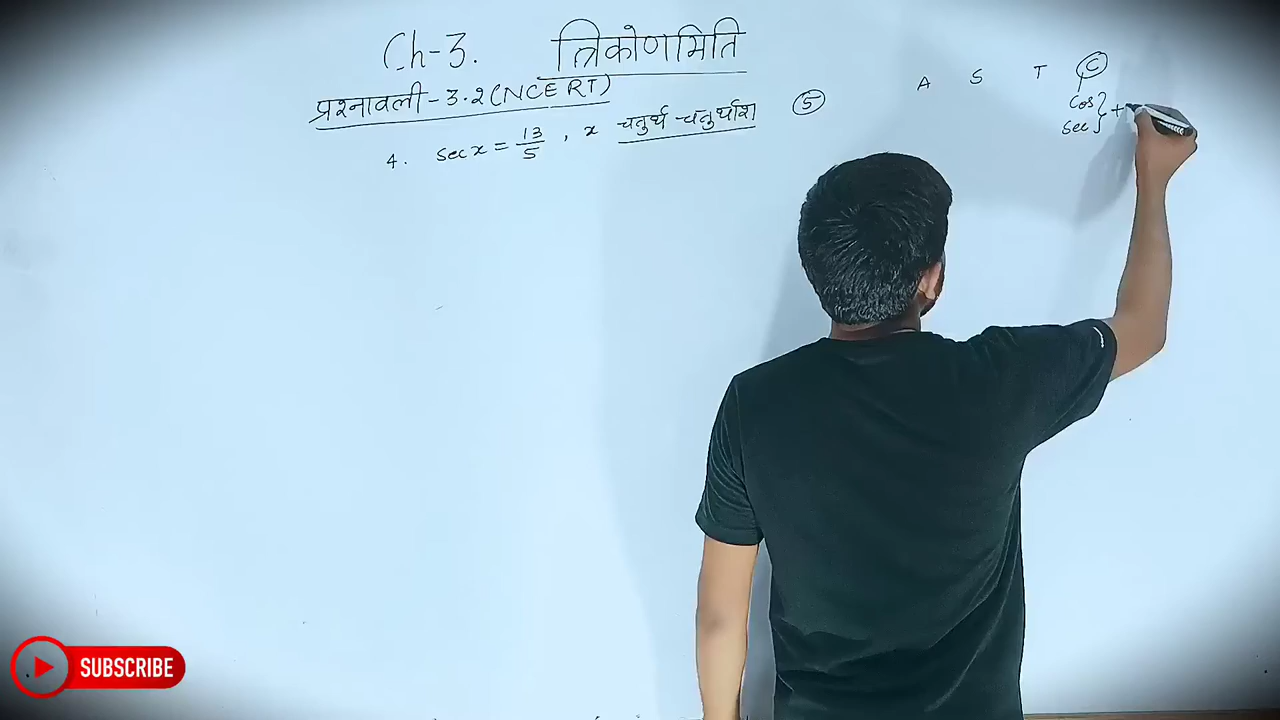 Ch-3. त्रिकोणमिति
प्रश्नावली-3.2 (NCERT)
4. sec x = 13/5 , x चतुर्थ चतुर्थांश ⑤
A S T Ⓒ
cos } +
sec
SUBSCRIBE